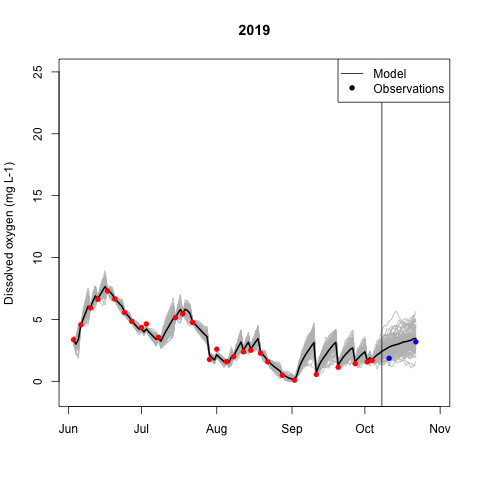 2019
Model
Observations
Dissolved oxygen (mg L-1)
25
20
15
10
5
0
Jun Jul Aug Sep Oct Nov